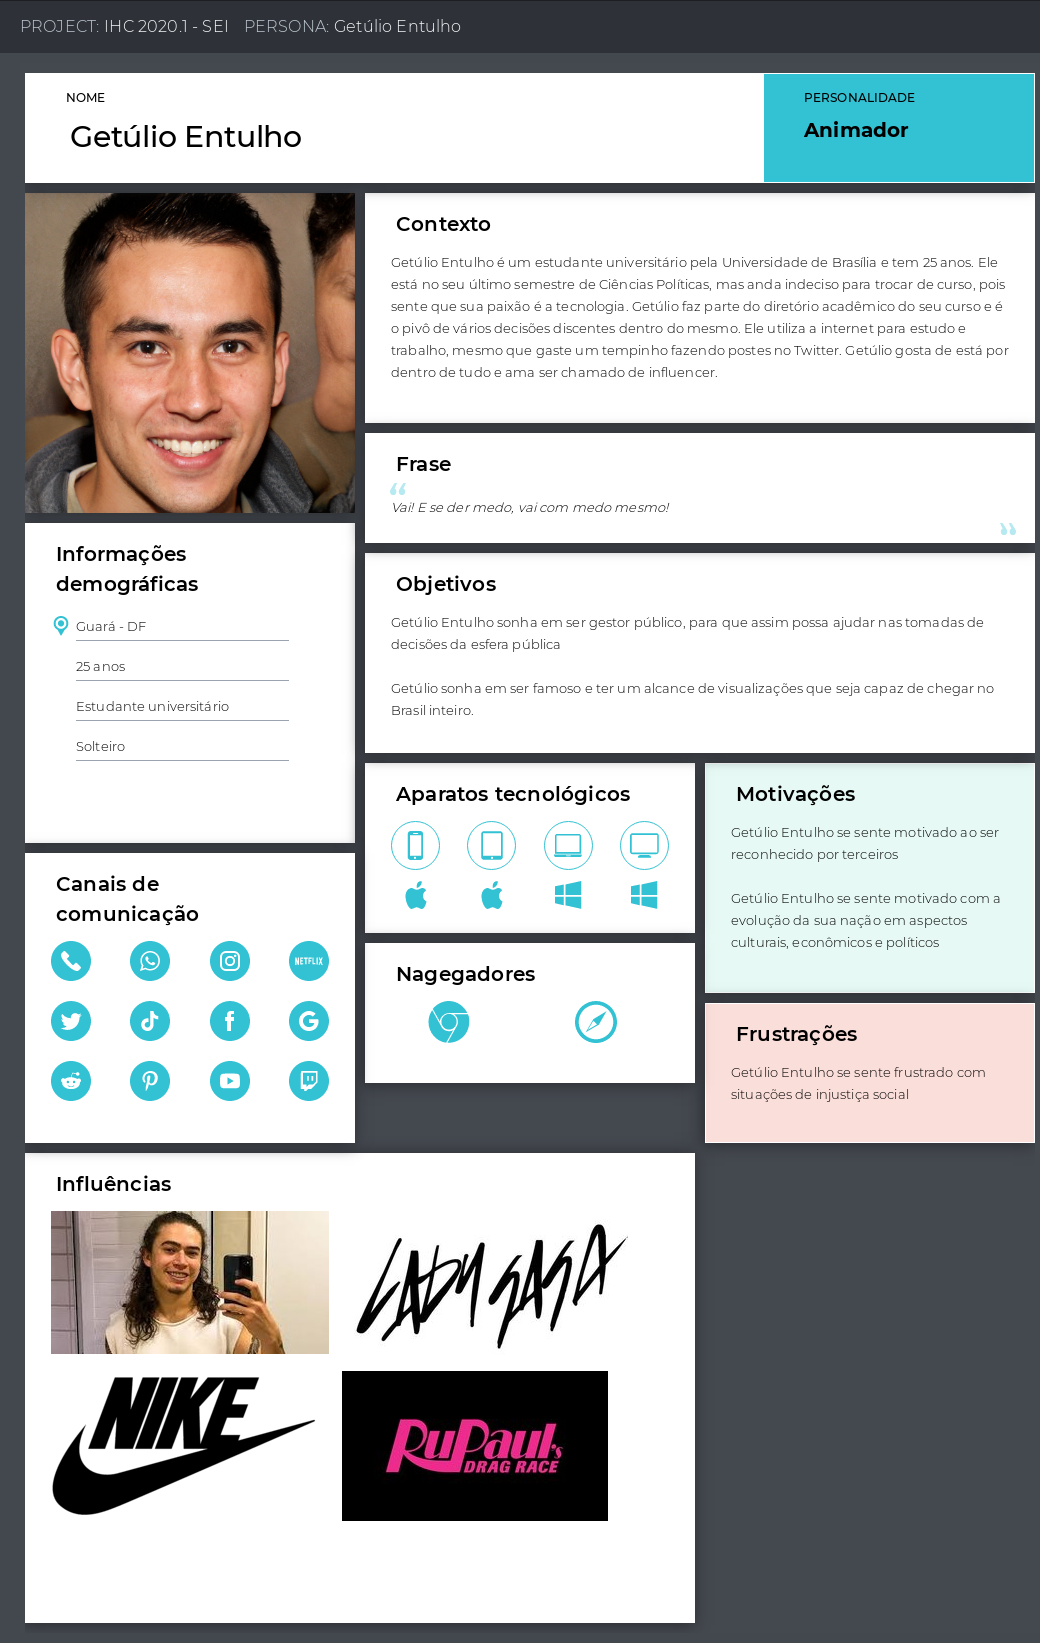 PROJECT: IHC 2020.1 - SEI PERSONA: Getúlio Entulho
NOME
Getúlio Entulho
PERSONALIDADE
Animador
Contexto
Getúlio Entulho é um estudante universitário pela Universidade de Brasília e tem 25 anos. Ele
está no seu último semestre de Ciências Políticas, mas anda indeciso para trocar de curso, pois
sente que sua paixão é a tecnologia. Getúlio faz parte do diretório acadêmico do seu curso e é
o pivô de vários decisões discentes dentro do mesmo. Ele utiliza a internet para estudo e
trabalho, mesmo que gaste um tempinho fazendo postes no Twitter. Getúlio gosta de está por
dentro de tudo e ama ser chamado de influencer.
Frase
“
Vai! E se der medo, vai com medo mesmo!
”
Informações
demográficas
Guará - DF
25 anos
Estudante universitário
Solteiro
Objetivos
Getúlio Entulho sonha em ser gestor público, para que assim possa ajudar nas tomadas de
decisões da esfera pública
Getúlio sonha em ser famoso e ter um alcance de visualizações que seja capaz de chegar no
Brasil inteiro.
Canais de
comunicação
NETFLIX
Aparatos tecnológicos
Nagegadores
Motivações
Getúlio Entulho se sente motivado ao ser
reconhecido por terceiros
Getúlio Entulho se sente motivado com a
evolução da sua nação em aspectos
culturais, econômicos e políticos
Frustrações
Getúlio Entulho se sente frustrado com
situações de injustiça social
Influências
LADY GAGA
NIKE
RuPaul's
DRAG RACE